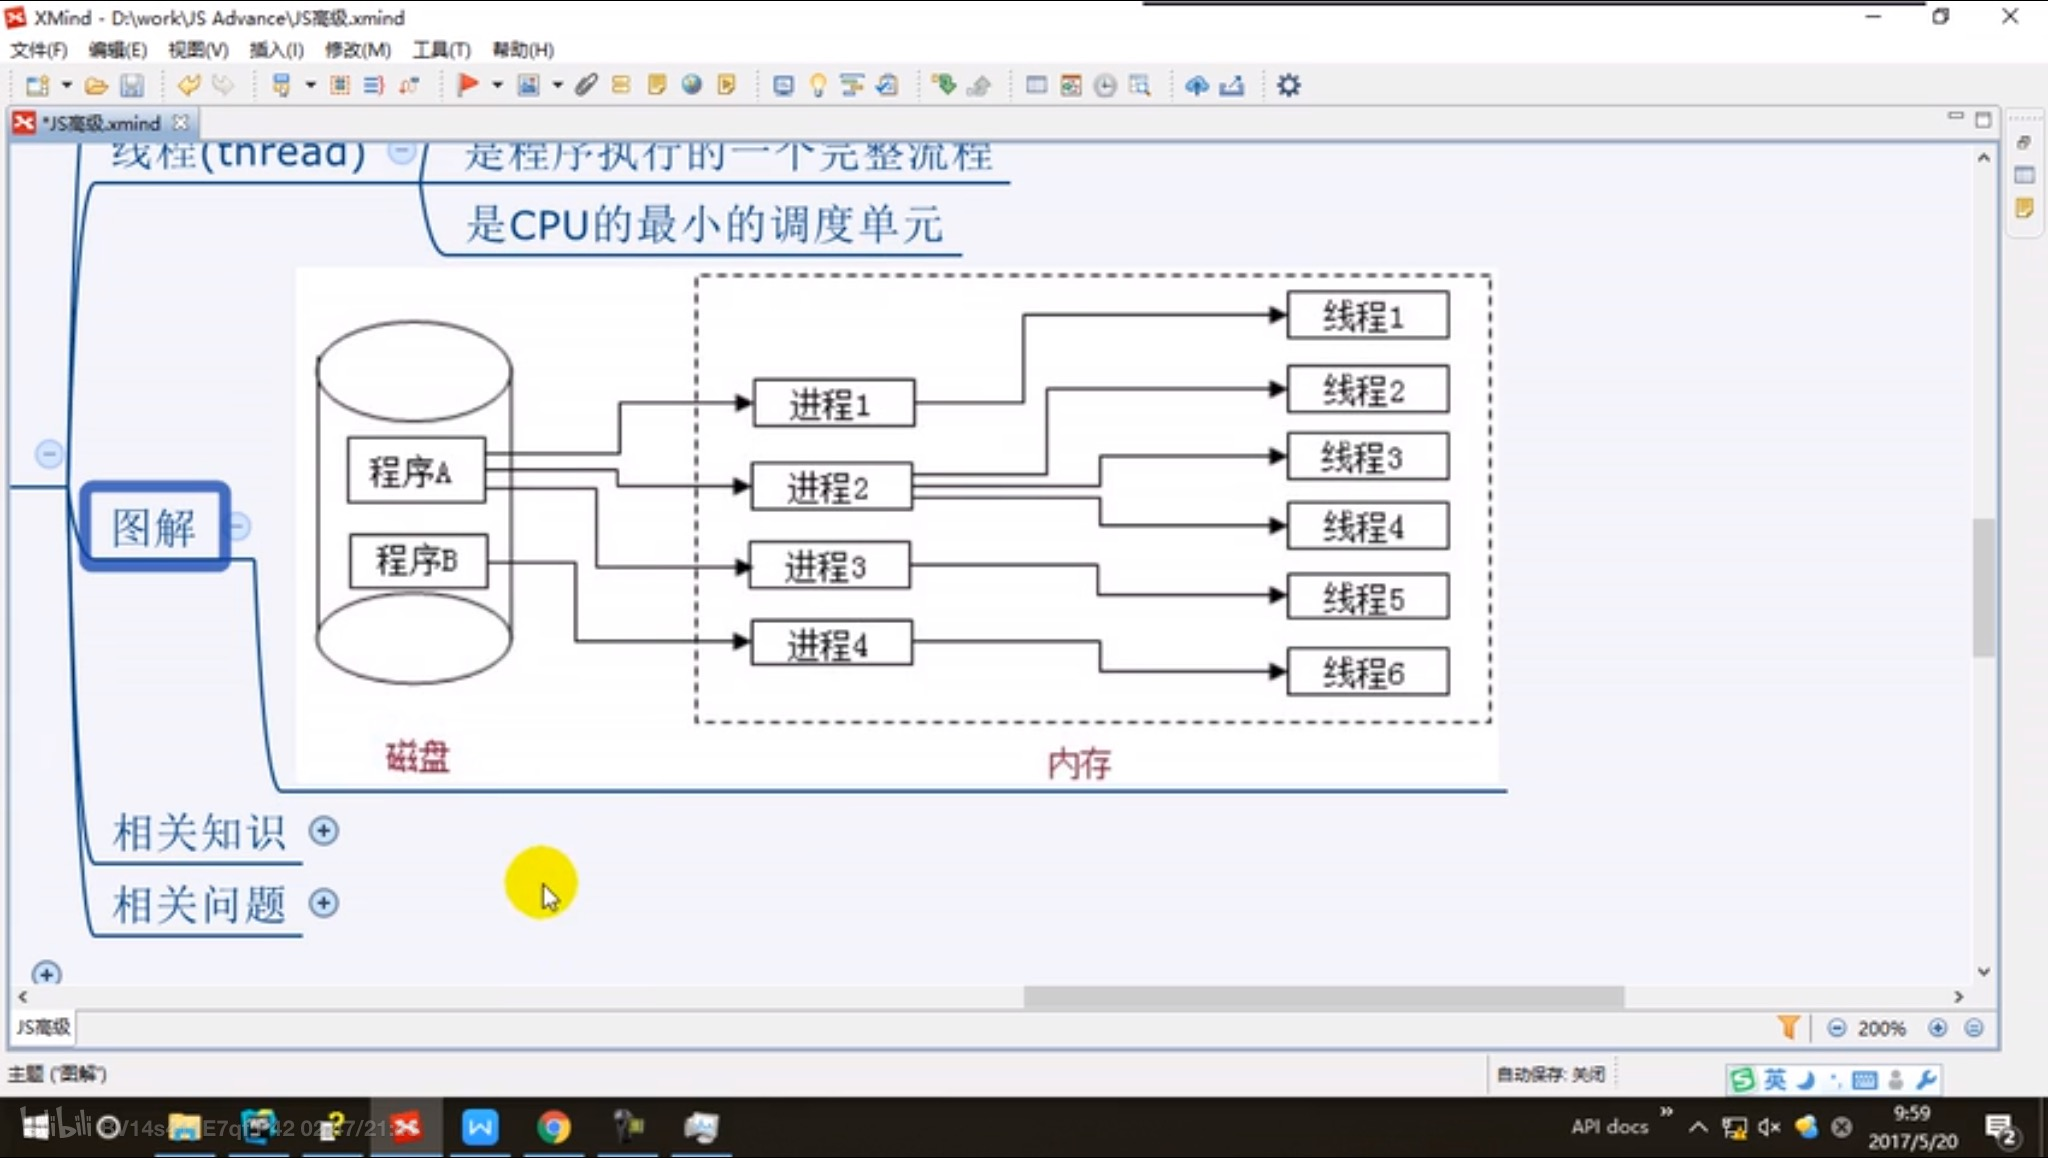 XMind - D:\work\JS Advance\JS高级.xmind
文件(F) 编辑(E) 视图(V) 插入(I) 修改(M) 工具(T) 帮助(H)
*JS高级.xmind
线程(thread)
是程序执行的一个完整流程
是CPU的最小的调度单元
图解
程序A
程序B
磁盘
进程1
进程2
进程3
进程4
线程1
线程2
线程3
线程4
线程5
线程6
内存
相关知识
相关问题
JS高级
200%
主题 ("图解")
自动保存: 关闭
英
API docs
9:59
2017/5/20
2